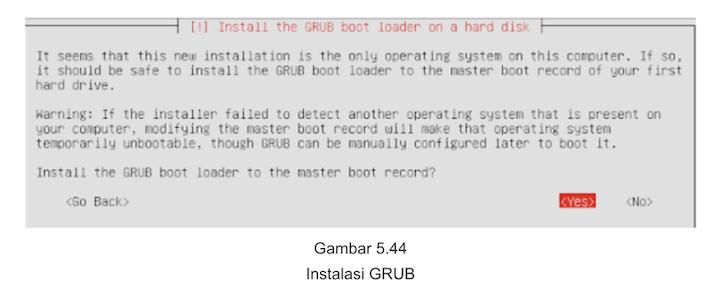 [!] Install the GRUB boot loader on a hard disk
It seems that this new installation is the only operating system on this computer. If so,
it should be safe to install the GRUB boot loader to the master boot record of your first
hard drive.
Warning: If the installer failed to detect another operating system that is present on
your computer, modifying the master boot record will make that operating system
temporarily unbootable, though GRUB can be manually configured later to boot it.
Install the GRUB boot loader to the master boot record?
<Go Back> <Yes> <No>
Gambar 5.44
Instalasi GRUB